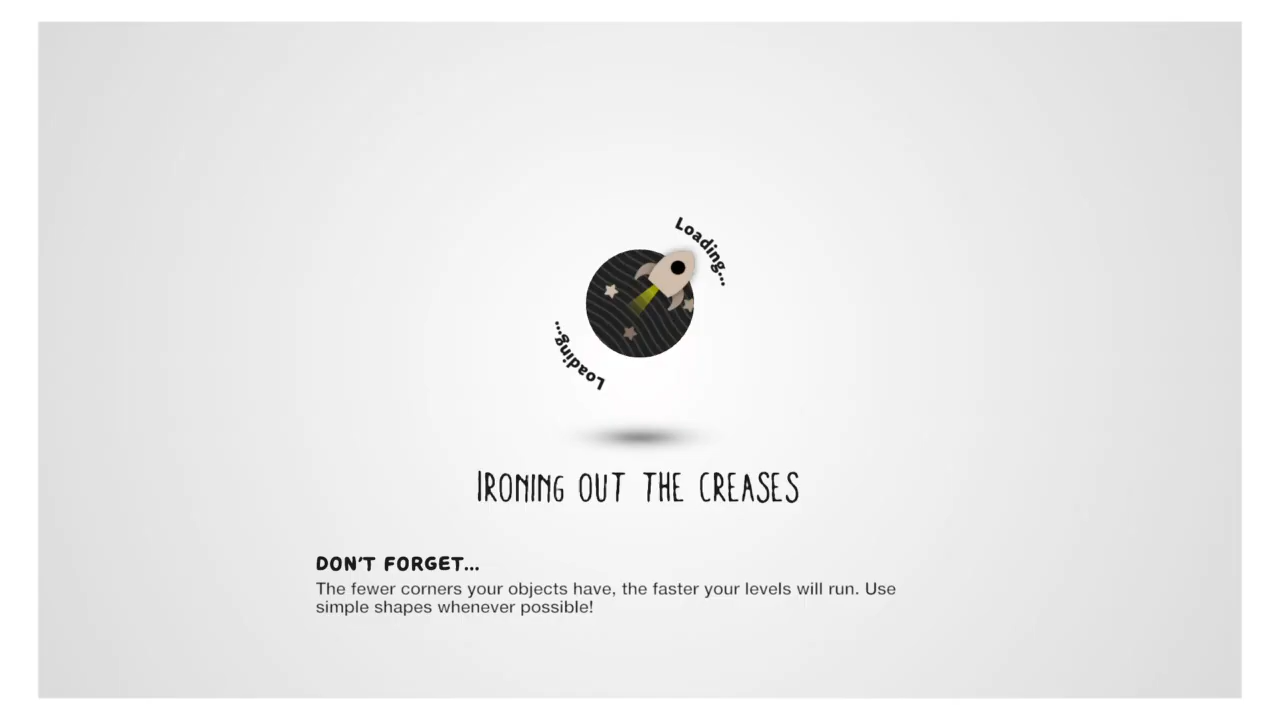 Loading...
Loading...
IRONING OUT THE CREASES
DON'T FORGET...
The fewer corners your objects have, the faster your levels will run. Use
simple shapes whenever possible!